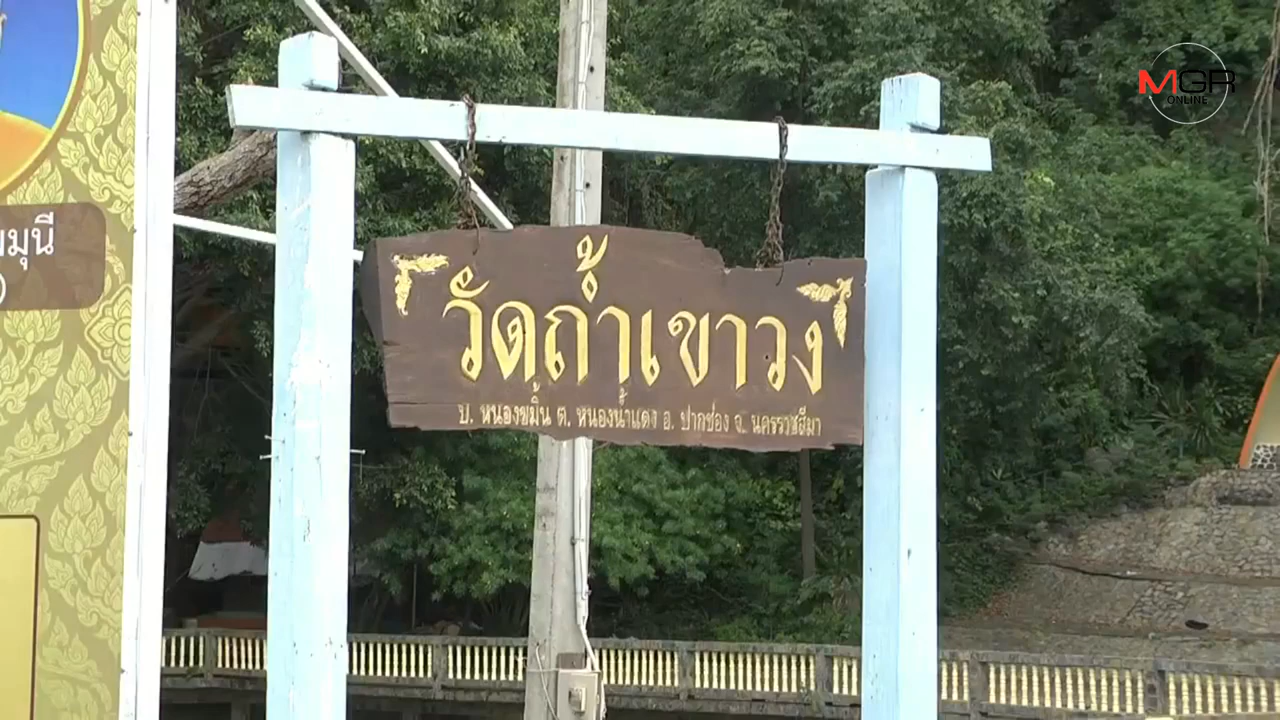 MGR
ONLINE
มุนี
วัดถ้ำเขาวง
บ. หนองขมิ้น ต. หนองน้ำแดง อ. ปากช่อง จ. นครราชสีมา